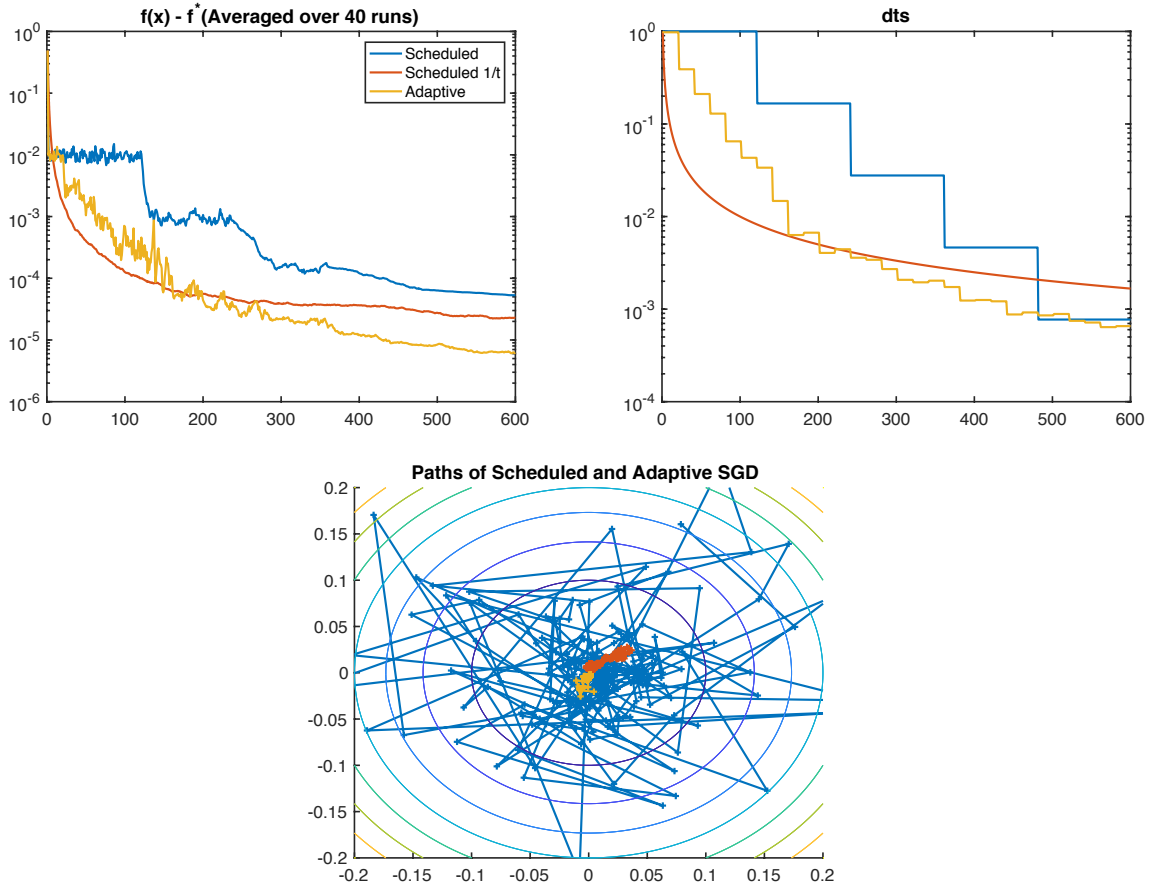 f(x) - f*(Averaged over 40 runs)
10^0
10^-1
10^-2
10^-3
10^-4
10^-5
10^-6
0 100 200 300 400 500 600
Scheduled
Scheduled 1/t
Adaptive
dts
10^0
10^-1
10^-2
10^-3
10^-4
0 100 200 300 400 500 600
Paths of Scheduled and Adaptive SGD
0.2
0.15
0.1
0.05
0
-0.05
-0.1
-0.15
-0.2
-0.2 -0.15 -0.1 -0.05 0 0.05 0.1 0.15 0.2